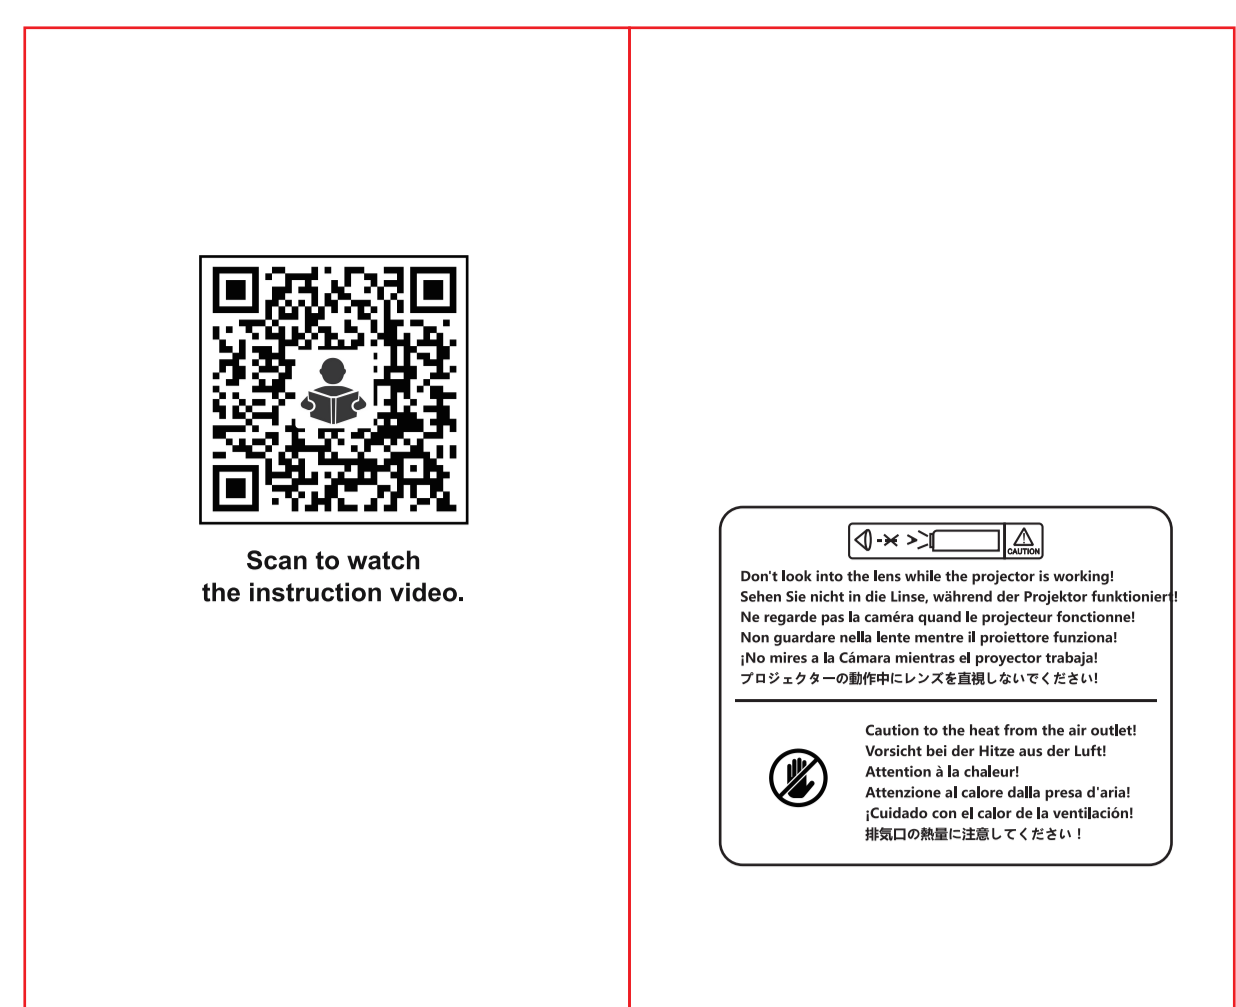 Scan to watch
the instruction video.
CAUTION
Don't look into the lens while the projector is working!
Sehen Sie nicht in die Linse, während der Projektor funktioniert!
Ne regarde pas la caméra quand le projecteur fonctionne!
Non guardare nella lente mentre il proiettore funziona!
¡No mires a la Cámara mientras el proyector trabaja!
プロジェクターの動作中にレンズを直視しないでください!
Caution to the heat from the air outlet!
Vorsicht bei der Hitze aus der Luft!
Attention à la chaleur!
Attenzione al calore dalla presa d'aria!
¡Cuidado con el calor de la ventilación!
排気口の熱量に注意してください！